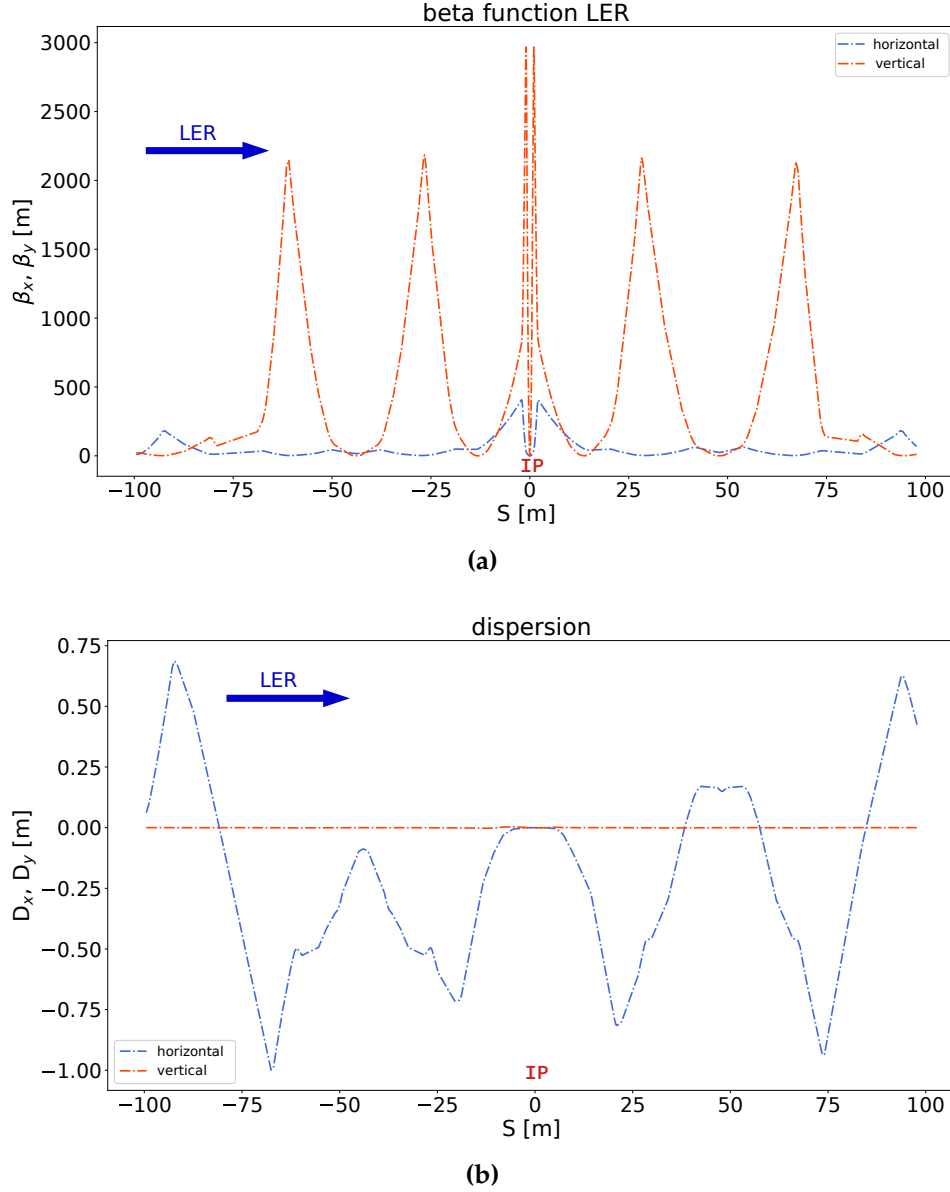 beta function LER
3000
2500
2000
1500
1000
500
0
βx, βy [m]
horizontal
vertical
LER
IP
−100 −75 −50 −25 0 25 50 75 100
S [m]
(a)
dispersion
0.75
0.50
0.25
0.00
−0.25
−0.50
−0.75
−1.00
Dx, Dy [m]
LER
horizontal
vertical
IP
−100 −75 −50 −25 0 25 50 75 100
S [m]
(b)